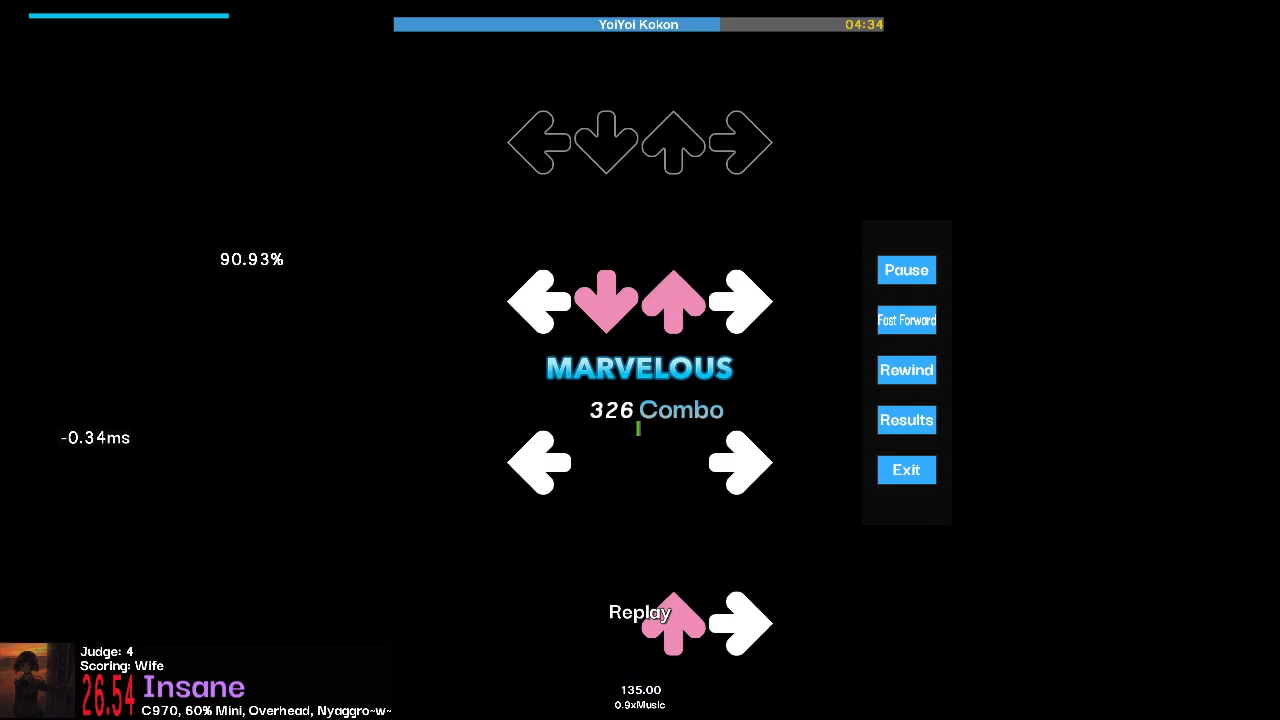 YoiYoi Kokon
04:34
90.93%
Pause
Fast Forward
MARVELOUS
Rewind
326 Combo
Results
-0.34ms
Exit
Replay
Judge: 4
Scoring: Wife
26.54 Insane
C970, 60% Mini, Overhead, Nyaggro~w~
135.00
0.9xMusic